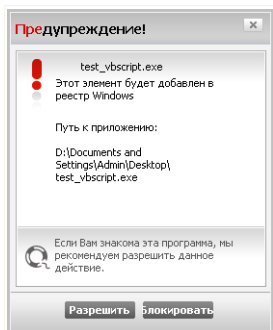 Предупреждение!
test_vbscript.exe
Этот элемент будет добавлен в
реестр Windows
Путь к приложению:
D:\Documents and
Settings\Admin\Desktop\
test_vbscript.exe
Если Вам знакома эта программа, мы
рекомендуем разрешить данное
действие.
Разрешить Блокировать